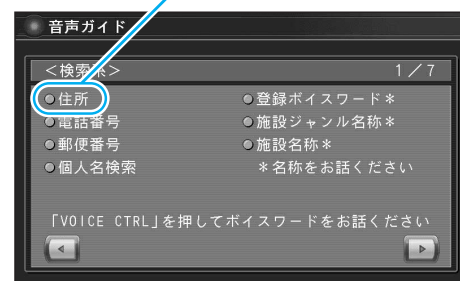 音声ガイド
<検索系> 1/7
住所 登録ボイスワード*
電話番号 施設ジャンル名称*
郵便番号 施設名称*
個人名検索 *名称をお話ください
「VOICE CTRL」を押してボイスワードをお話ください